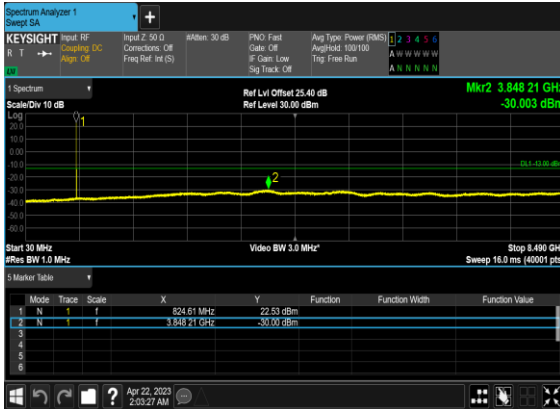 Spectrum Analyzer 1
Swept SA
+
KEYSIGHT
R T
Input: RF
Coupling: DC
Align: Off
Input Z: 50 Ω
Corrections: Off
Freq Ref: Int (S)
#Atten: 30 dB
PNO: Fast
Gate: Off
IF Gain: Low
Sig Track: Off
Avg Type: Power (RMS)
Avg|Hold: 100/100
Trig: Free Run
1 2 3 4 5 6
A W W W W W
A N N N N N
1 Spectrum
Scale/Div 10 dB
Ref Lvl Offset 25.40 dB
Ref Level 30.00 dBm
Mkr2 3.848 21 GHz
-30.003 dBm
Log
20.0
10.0
0.00
-10.0
-20.0
-30.0
-40.0
-50.0
-60.0
1
2
DL1 -13.00 dBm
Start 30 MHz
#Res BW 1.0 MHz
Video BW 3.0 MHz*
Stop 8.490 GH
Sweep 16.0 ms (40001 pts
5 Marker Table
Mode Trace Scale X Y Function Function Width Function Value
1 N 1 f 824.61 MHz 22.53 dBm
2 N 1 f 3.848 21 GHz -30.00 dBm
3
4
5
6
?
Apr 22, 2023
2:03:27 AM